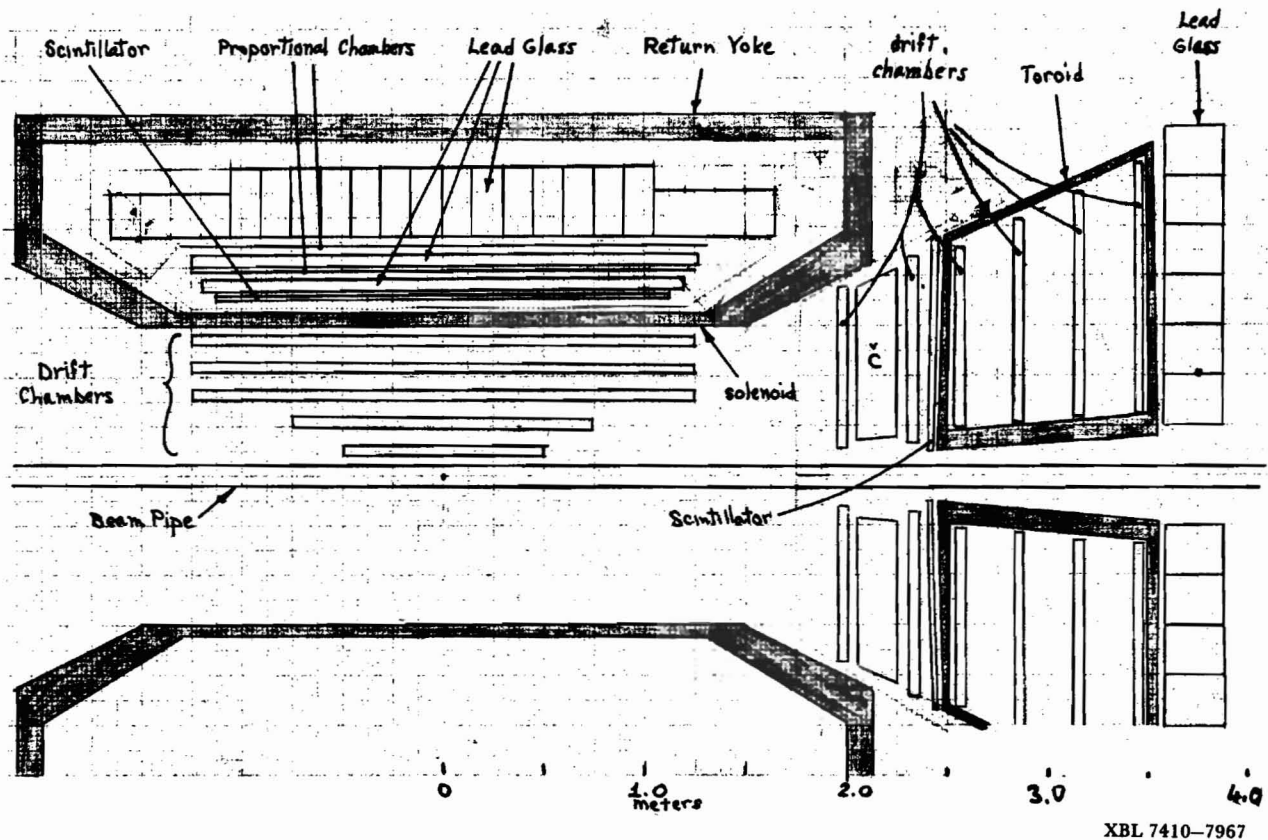 Lead
Glass
Scintillator
Proportional Chambers
Lead Glass
Return Yoke
drift
chambers
Toroid
Č
Drift
Chambers
solenoid
Beam Pipe
Scintillator
0
1.0
2.0
3.0
4.0
meters
XBL 7410–7967